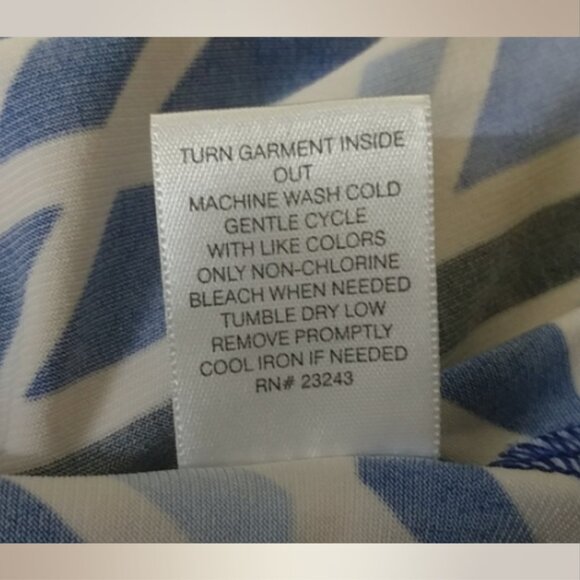 TURN GARMENT INSIDE
OUT
MACHINE WASH COLD
GENTLE CYCLE
WITH LIKE COLORS
ONLY NON-CHLORINE
BLEACH WHEN NEEDED
TUMBLE DRY LOW
REMOVE PROMPTLY
COOL IRON IF NEEDED
RN# 23243